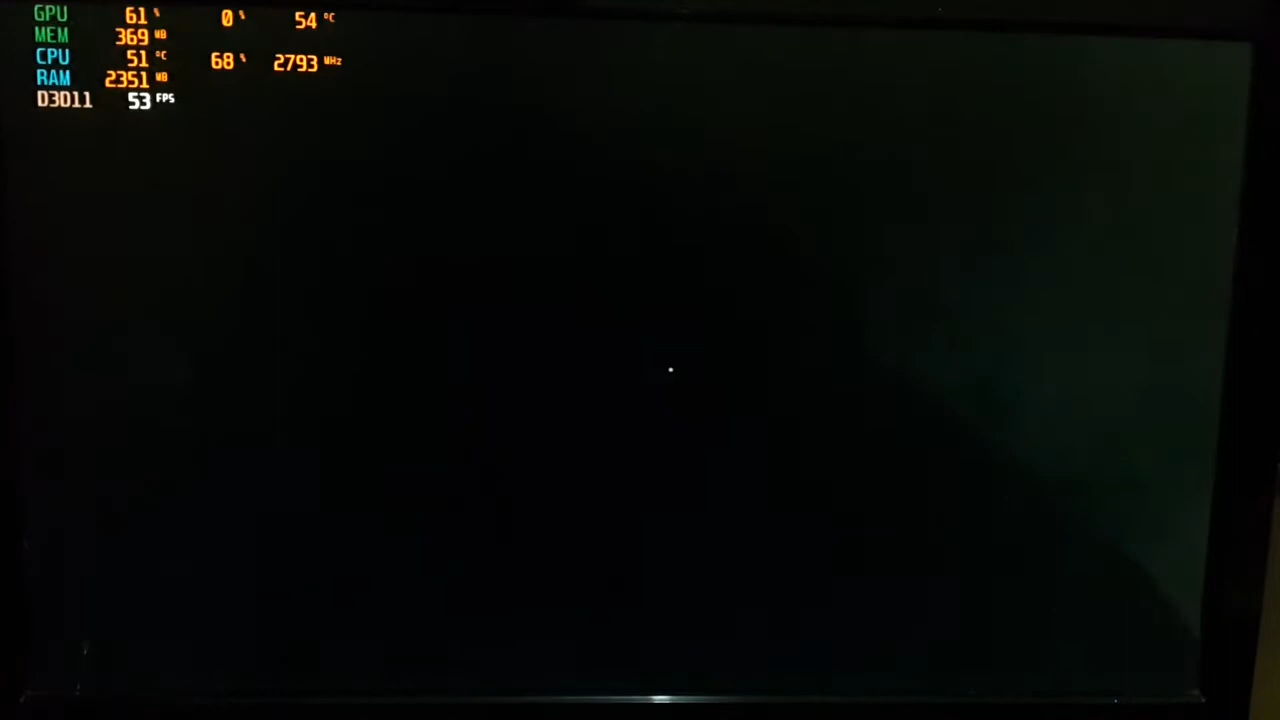 GPU 61 % 0 % 54 °C
MEM 369 MB
CPU 51 °C 68 % 2793 MHz
RAM 2351 MB
D3D11 53 FPS